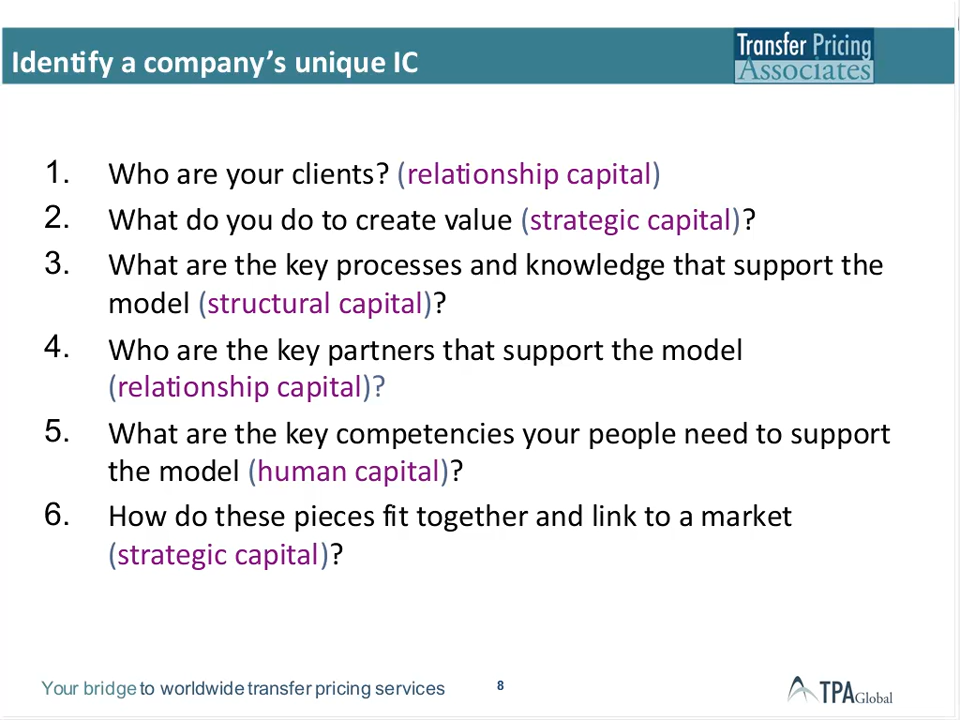 Identify a company's unique IC
Transfer Pricing
Associates
1. Who are your clients? (relationship capital)
2. What do you do to create value (strategic capital)?
3. What are the key processes and knowledge that support the
model (structural capital)?
4. Who are the key partners that support the model
(relationship capital)?
5. What are the key competencies your people need to support
the model (human capital)?
6. How do these pieces fit together and link to a market
(strategic capital)?
Your bridge to worldwide transfer pricing services
8
TPA Global